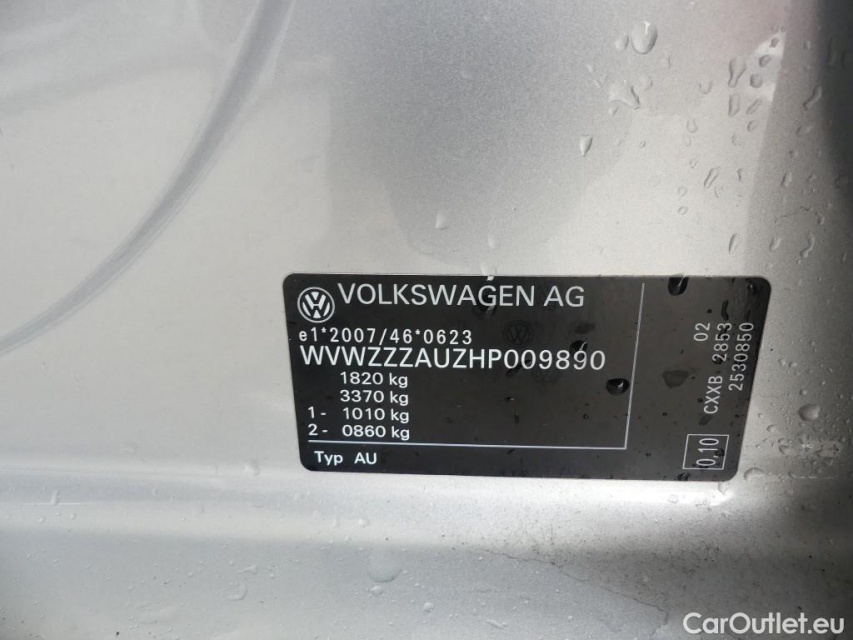 VOLKSWAGEN AG
e1*2007/46*0623
WVWZZZAUZHP009890
1820 kg
3370 kg
1- 1010 kg
2- 0860 kg
Typ AU
02
CXXB 2853
2530850
0,10
CarOutlet.eu